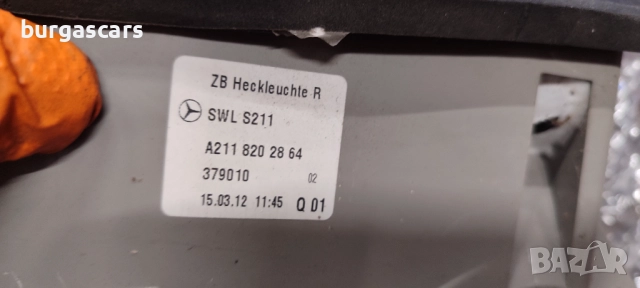 burgascars
ZB Heckleuchte R
SWL S211
A211 820 28 64
379010 02
15.03.12 11:45 Q 01
BAZAR